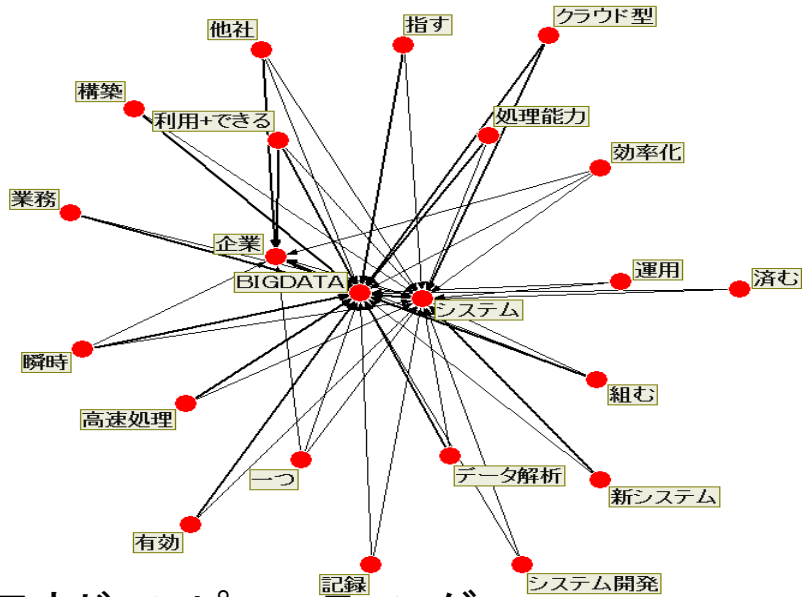 他社
指す
クラウド型
構築
利用+できる
処理能力
効率化
業務
企業
BIGDATA
システム
運用
済む
瞬時
組む
高速処理
一つ
データ解析
新システム
有効
記録
システム開発